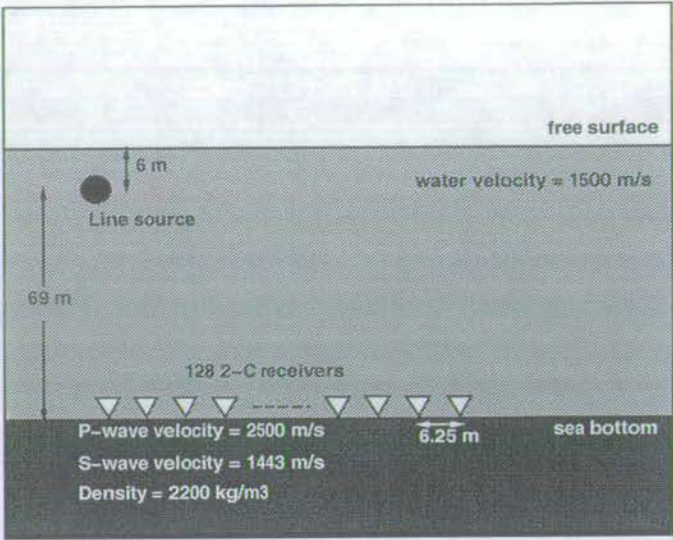 free surface
6 m
water velocity = 1500 m/s
Line source
69 m
128 2-C receivers
P-wave velocity = 2500 m/s
6.25 m
sea bottom
S-wave velocity = 1443 m/s
Density = 2200 kg/m3